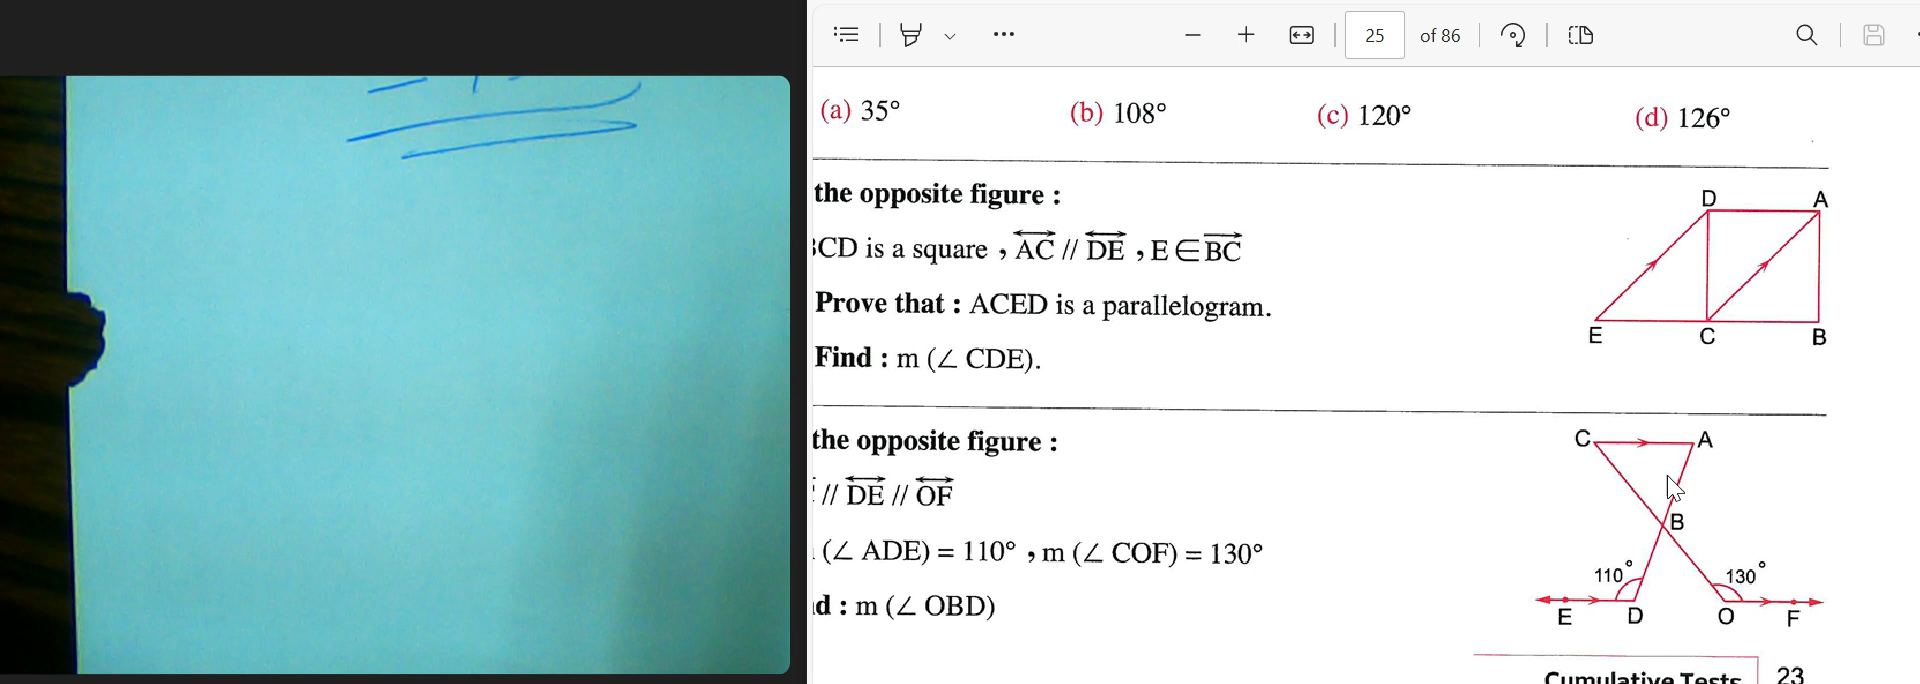 25 of 86
(a) 35° (b) 108° (c) 120° (d) 126°
the opposite figure :
CD is a square , AC // DE , E ∈ BC
Prove that : ACED is a parallelogram.
Find : m (∠ CDE).
D A
E C B
the opposite figure :
// DE // OF
(∠ ADE) = 110° , m (∠ COF) = 130°
d : m (∠ OBD)
C A
B
110° 130°
E D O F
Cumulative Tests 23